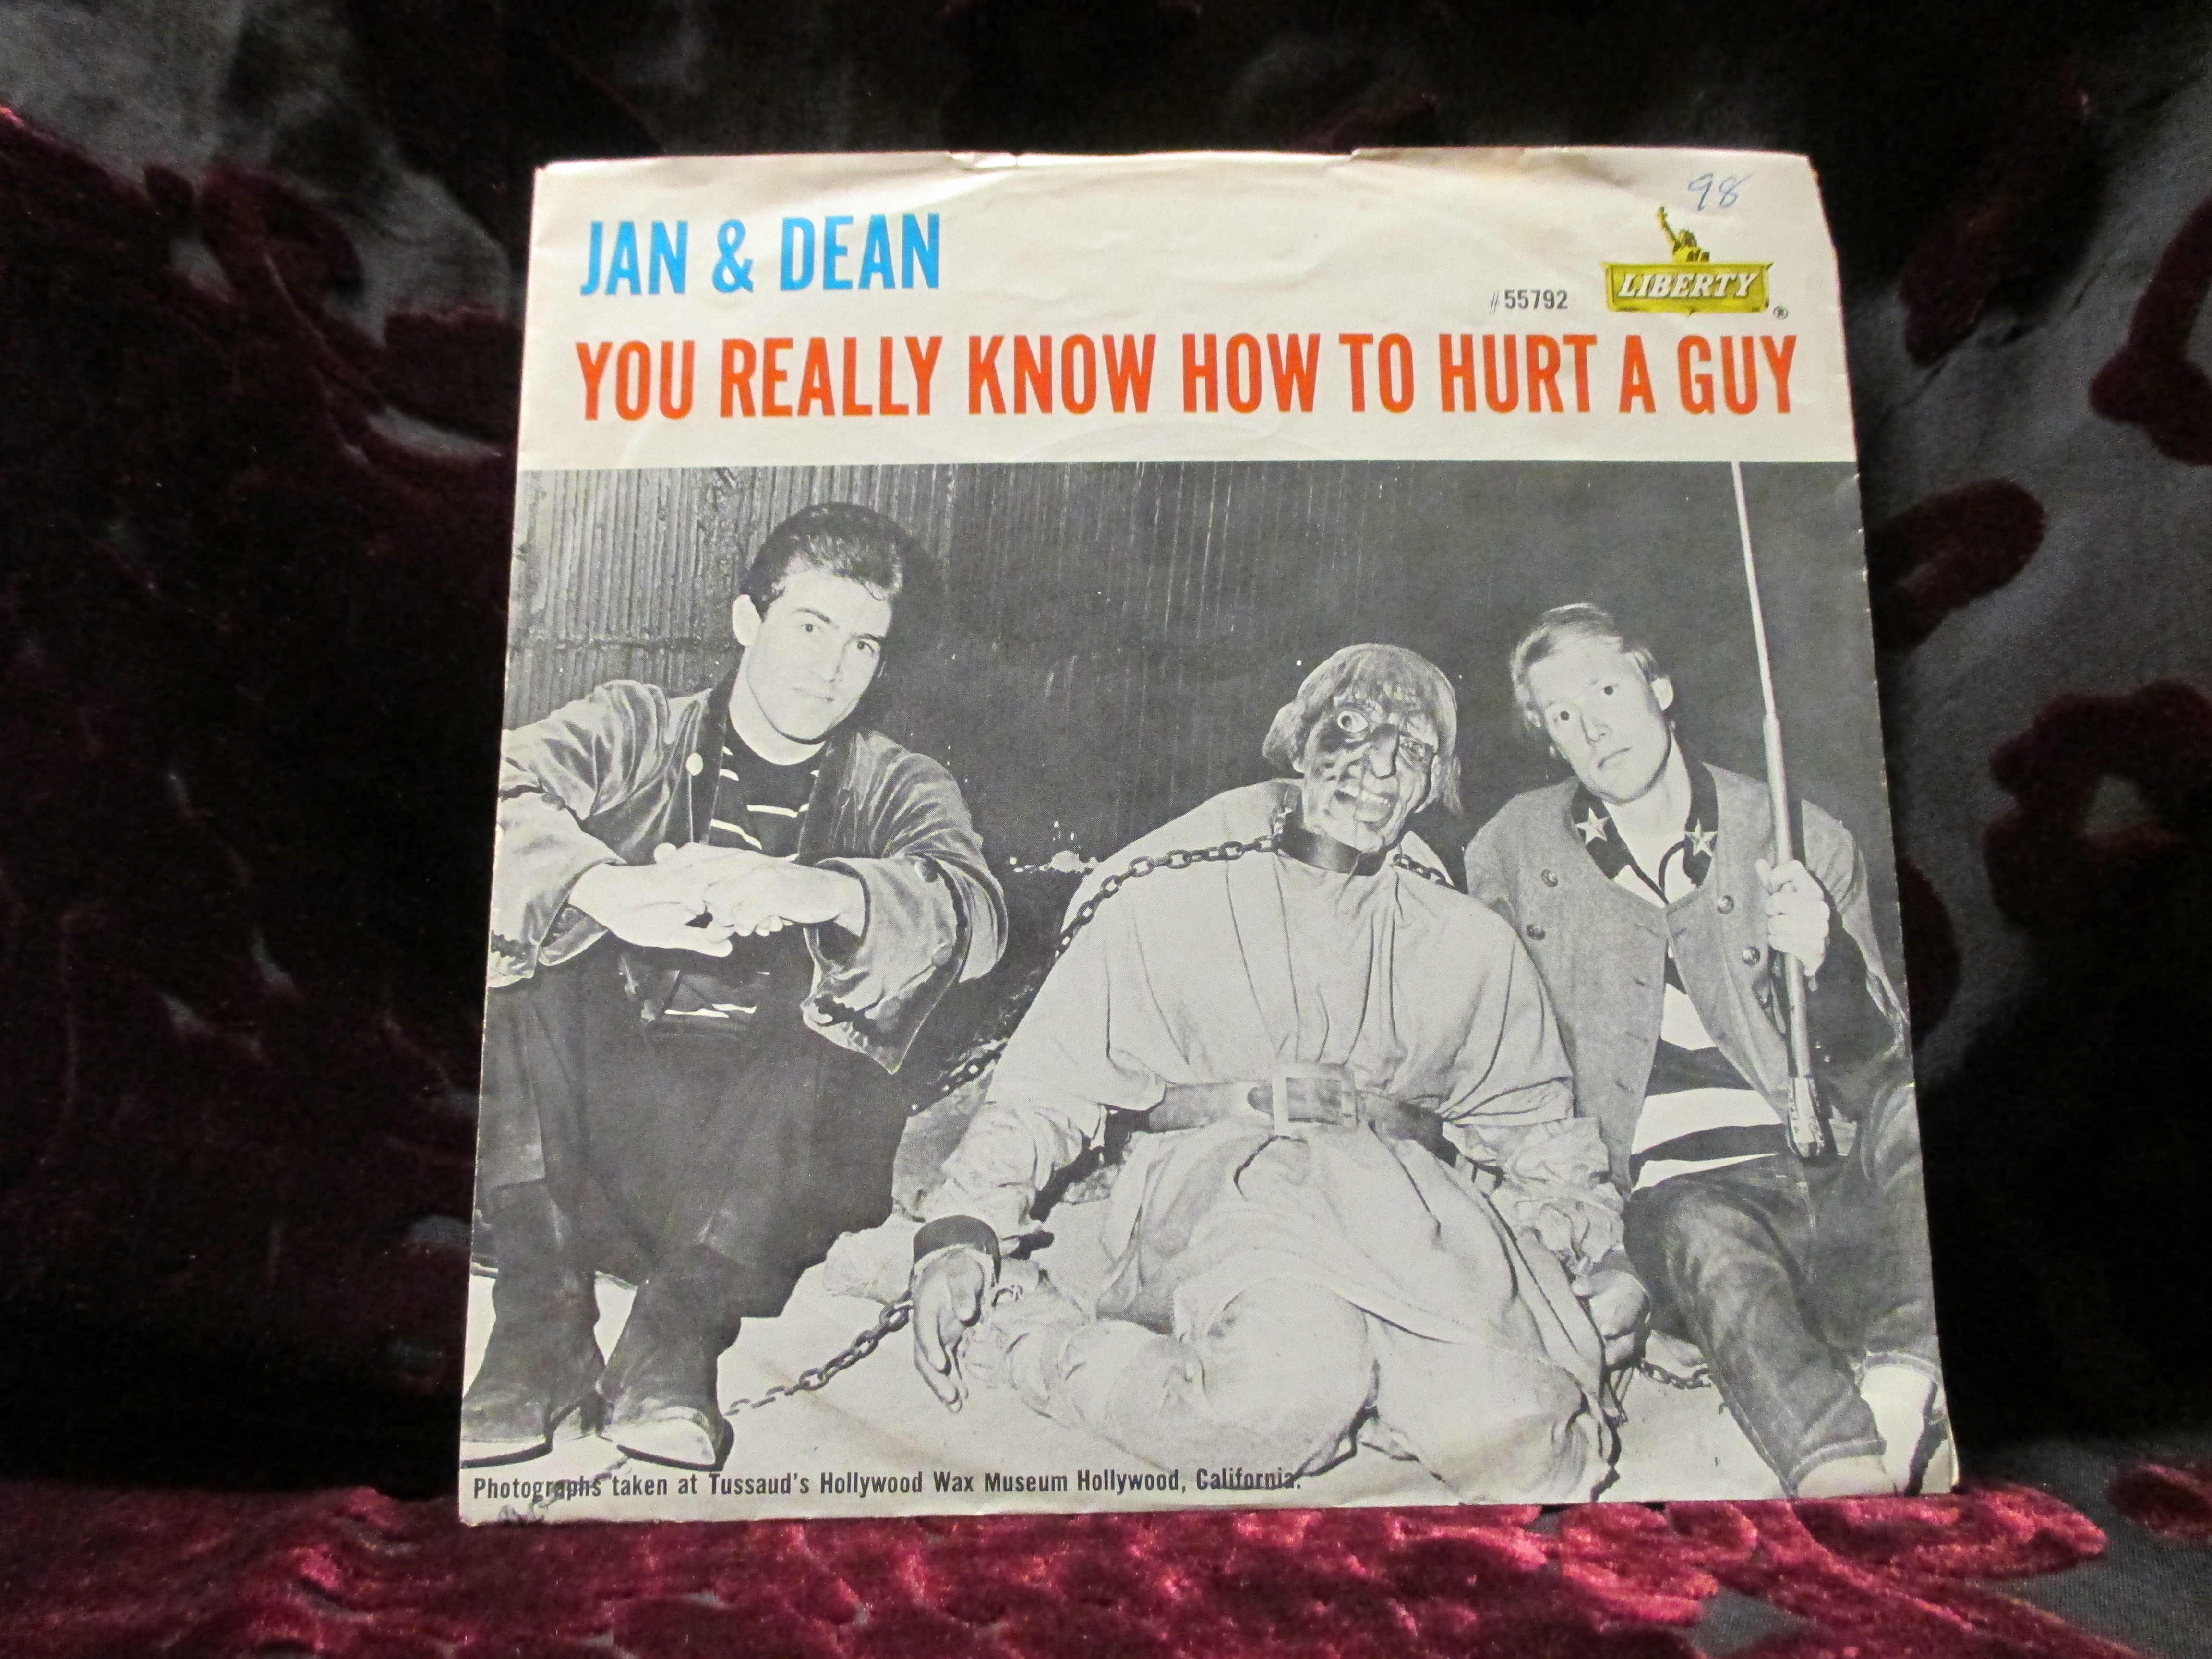 98
JAN & DEAN
#55792
LIBERTY ®
YOU REALLY KNOW HOW TO HURT A GUY
Photographs taken at Tussaud's Hollywood Wax Museum Hollywood, California.